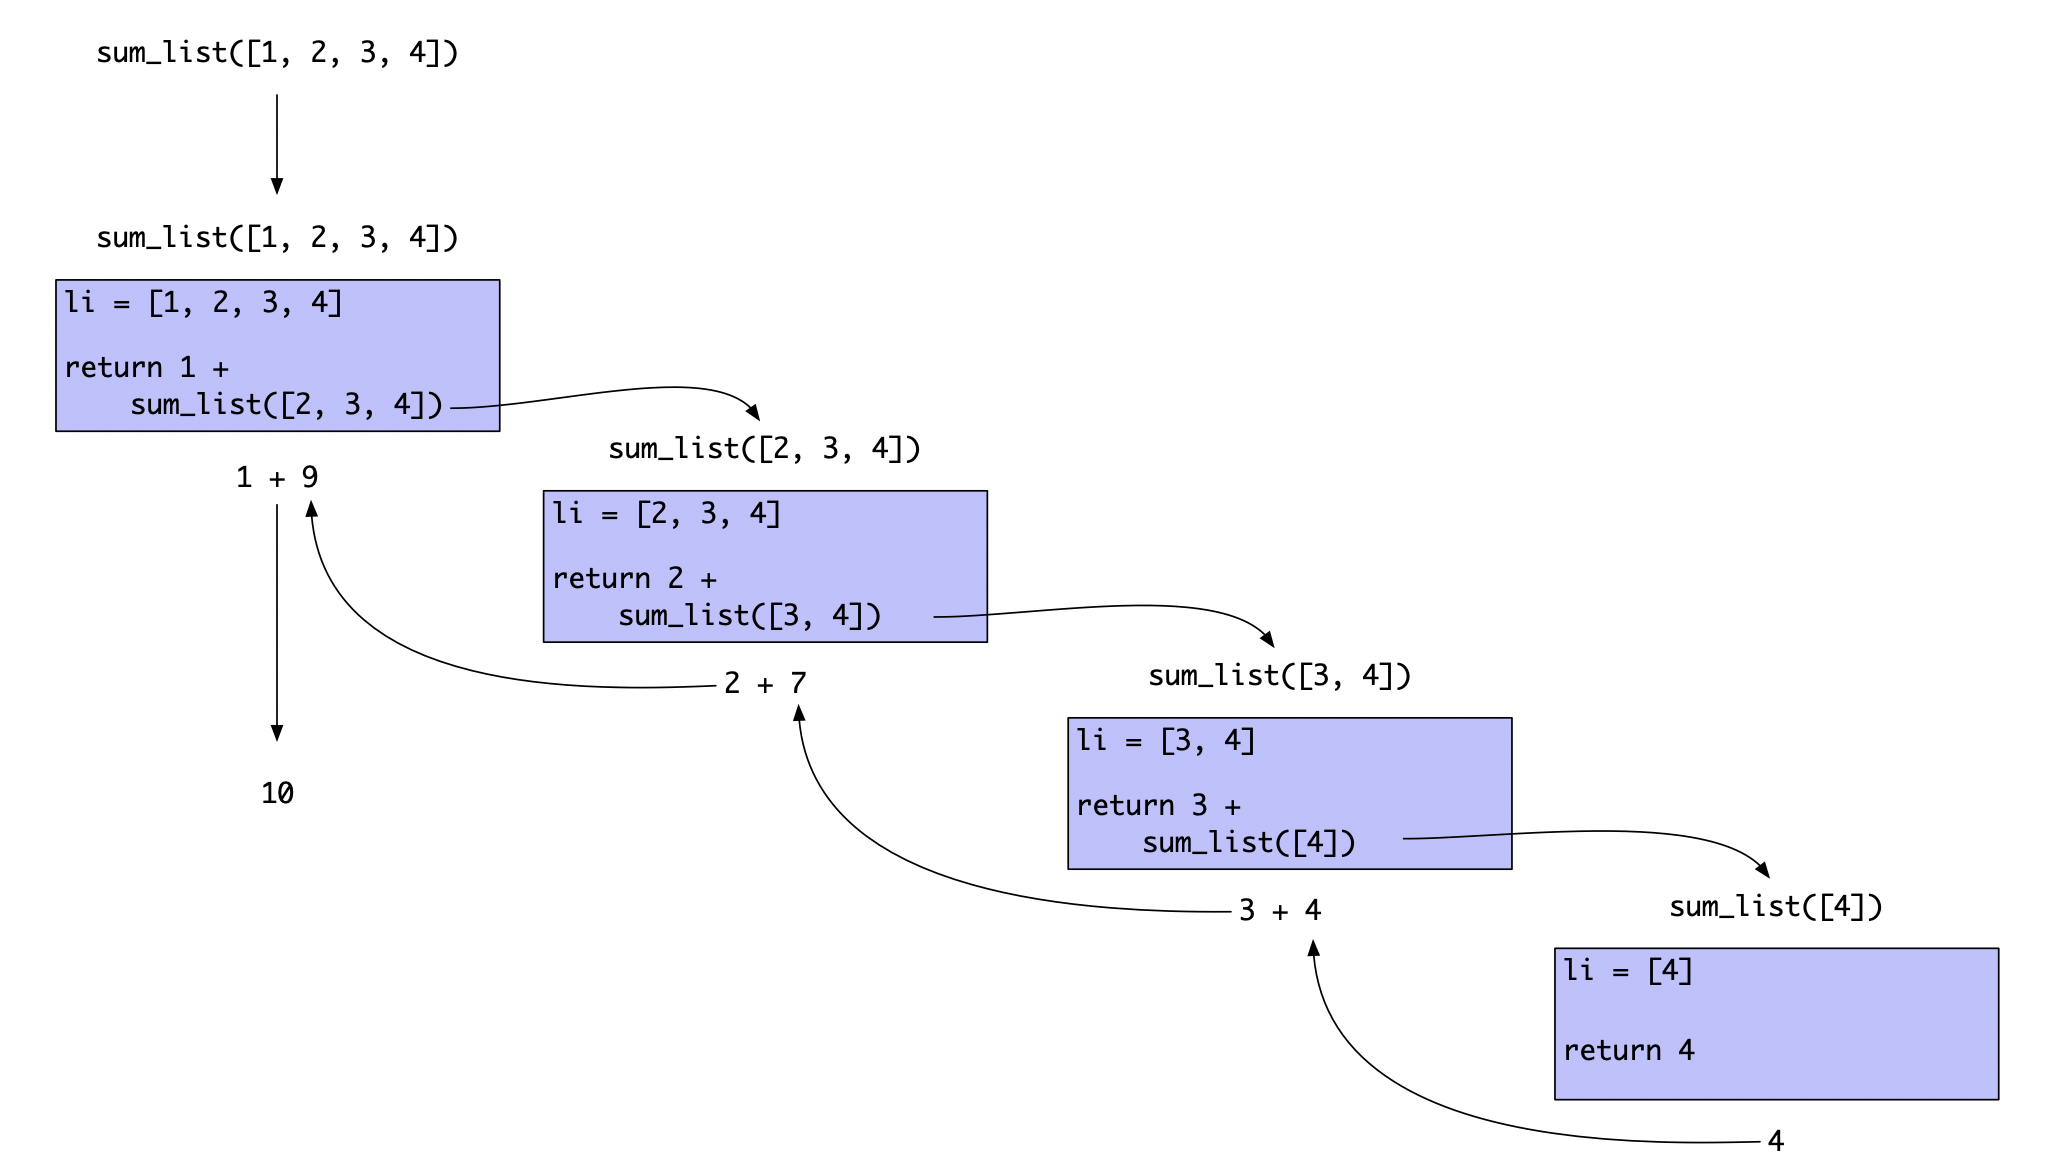 sum_list([1, 2, 3, 4])
sum_list([1, 2, 3, 4])
li = [1, 2, 3, 4]
return 1 +
sum_list([2, 3, 4])
1 + 9
10
sum_list([2, 3, 4])
li = [2, 3, 4]
return 2 +
sum_list([3, 4])
2 + 7
sum_list([3, 4])
li = [3, 4]
return 3 +
sum_list([4])
3 + 4
sum_list([4])
li = [4]
return 4
4